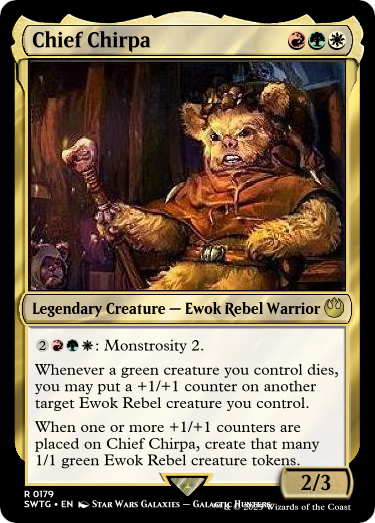 Chief Chirpa
Legendary Creature — Ewok Rebel Warrior
2: Monstrosity 2.
Whenever a green creature you control dies,
you may put a +1/+1 counter on another
target Ewok Rebel creature you control.
When one or more +1/+1 counters are
placed on Chief Chirpa, create that many
1/1 green Ewok Rebel creature tokens.
2/3
R 0179
SWTG • EN Star Wars Galaxies — Galactic Hunters
Wizards of the Coast